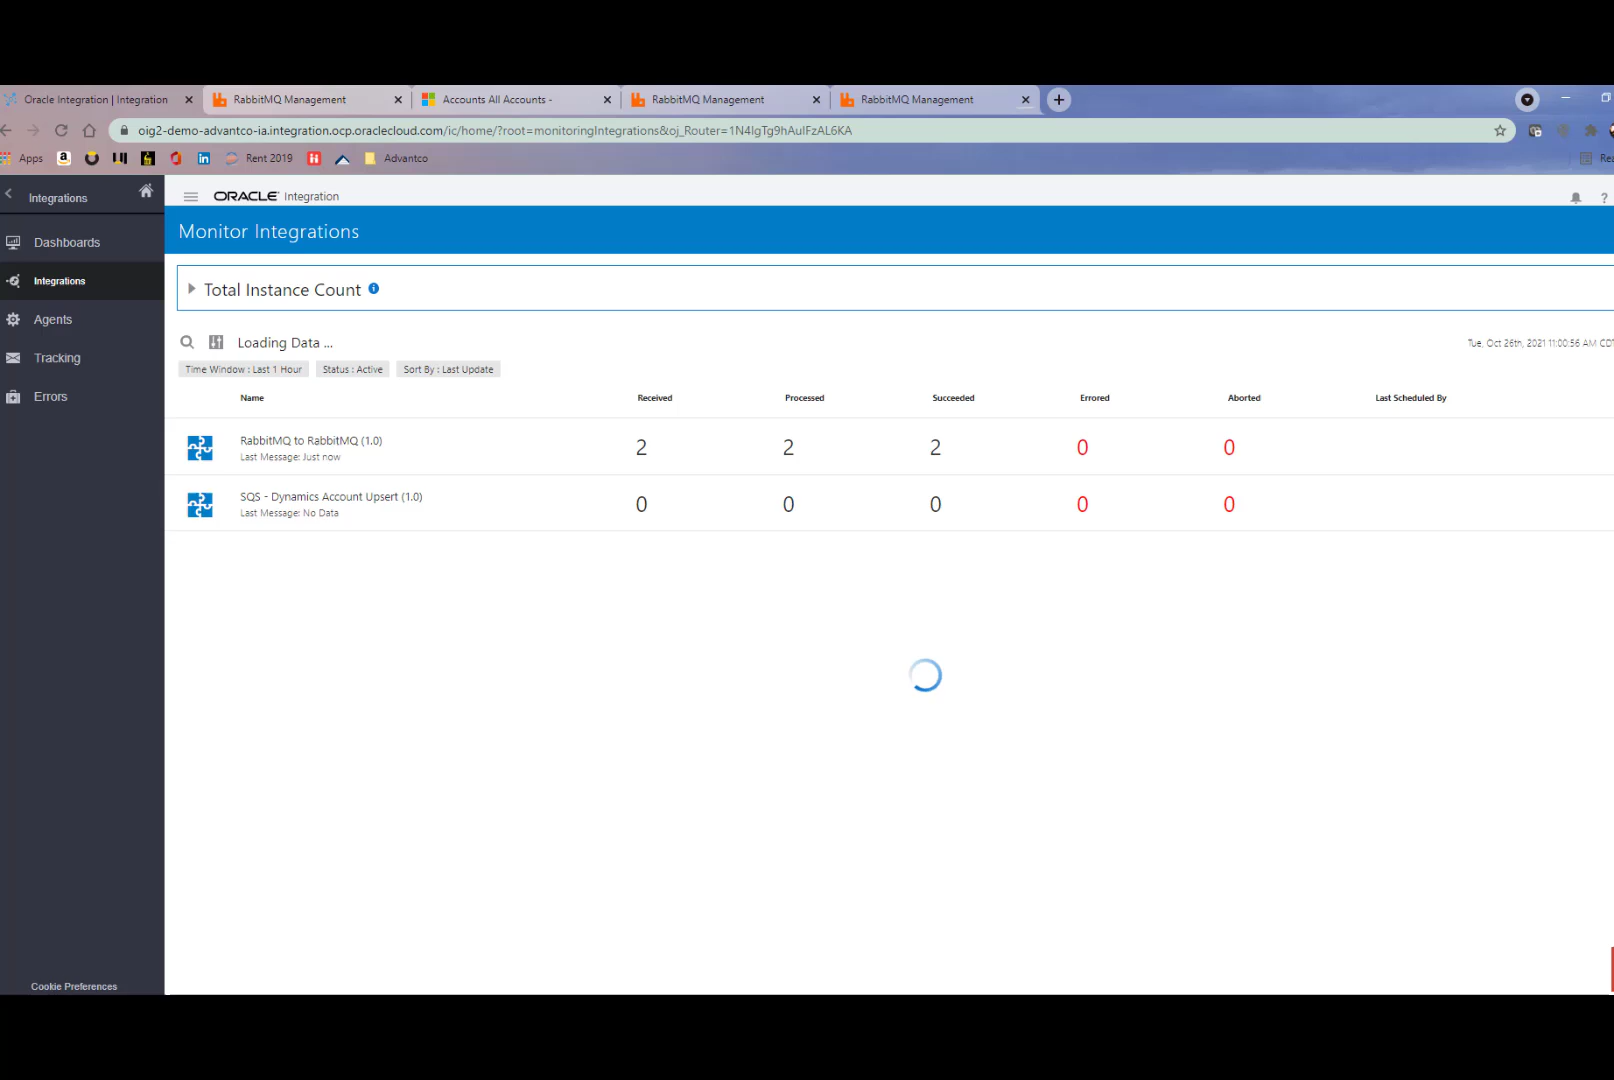 Oracle Integration | Integration
RabbitMQ Management
Accounts All Accounts -
RabbitMQ Management
RabbitMQ Management
oig2-demo-advantco-ia.integration.ocp.oraclecloud.com/ic/home/?root=monitoringIntegrations&oj_Router=1N4IgTg9hAuIFzAL6KA
Apps
Rent 2019
Advantco
Rea
Integrations
ORACLE Integration
?
Monitor Integrations
Dashboards
Integrations
Agents
Tracking
Errors
Total Instance Count
Loading Data ...
Tue, Oct 26th, 2021 11:00:56 AM CDT
Time Window : Last 1 Hour
Status : Active
Sort By : Last Update
Name Received Processed Succeeded Errored Aborted Last Scheduled By
RabbitMQ to RabbitMQ (1.0) 2 2 2 0 0
Last Message: Just now
SQS - Dynamics Account Upsert (1.0) 0 0 0 0 0
Last Message: No Data
Cookie Preferences